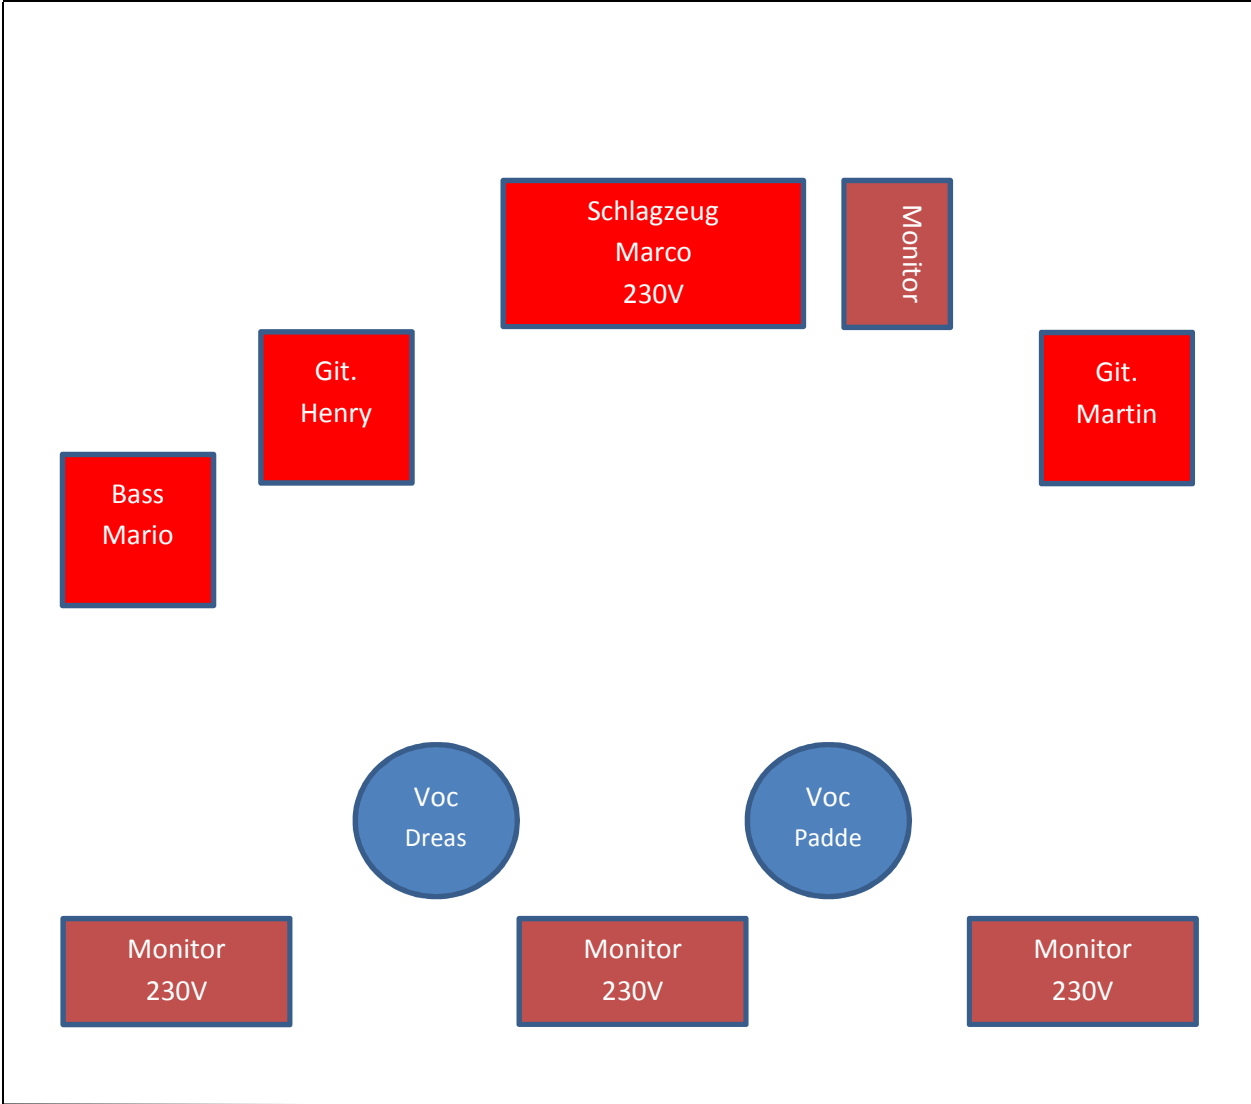 Schlagzeug
Marco
230V
Monitor
Git.
Henry
Git.
Martin
Bass
Mario
Voc
Dreas
Voc
Padde
Monitor
230V
Monitor
230V
Monitor
230V